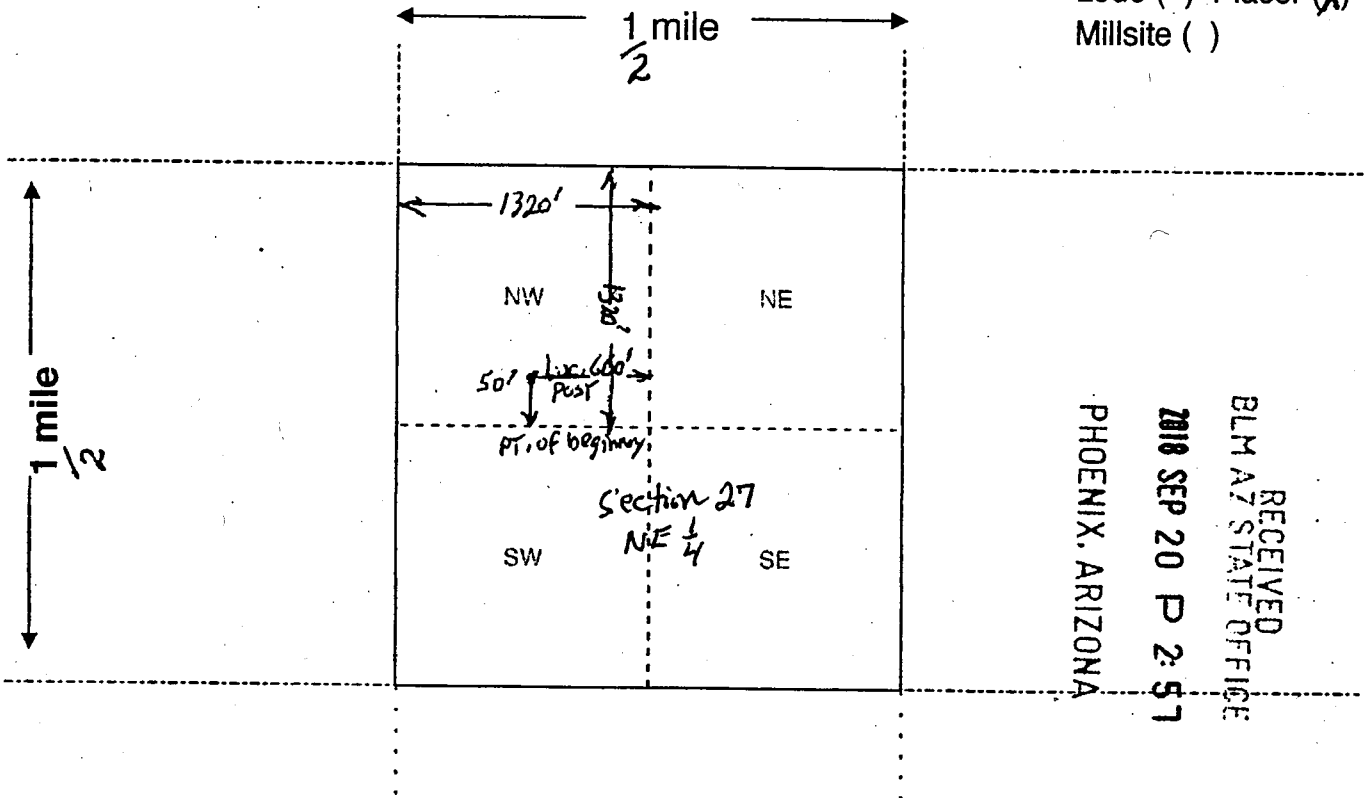 Placer (X)
1/2 mile
Millsite ( )
1320'
NW
1320'
NE
50'
Loc. 660'
Post
PT. of beginning
1/2 mile
Section 27
NE 1/4
SW
SE
RECEIVED
BLM AZ STATE OFFICE
2018 SEP 20 P 2:57
PHOENIX, ARIZONA